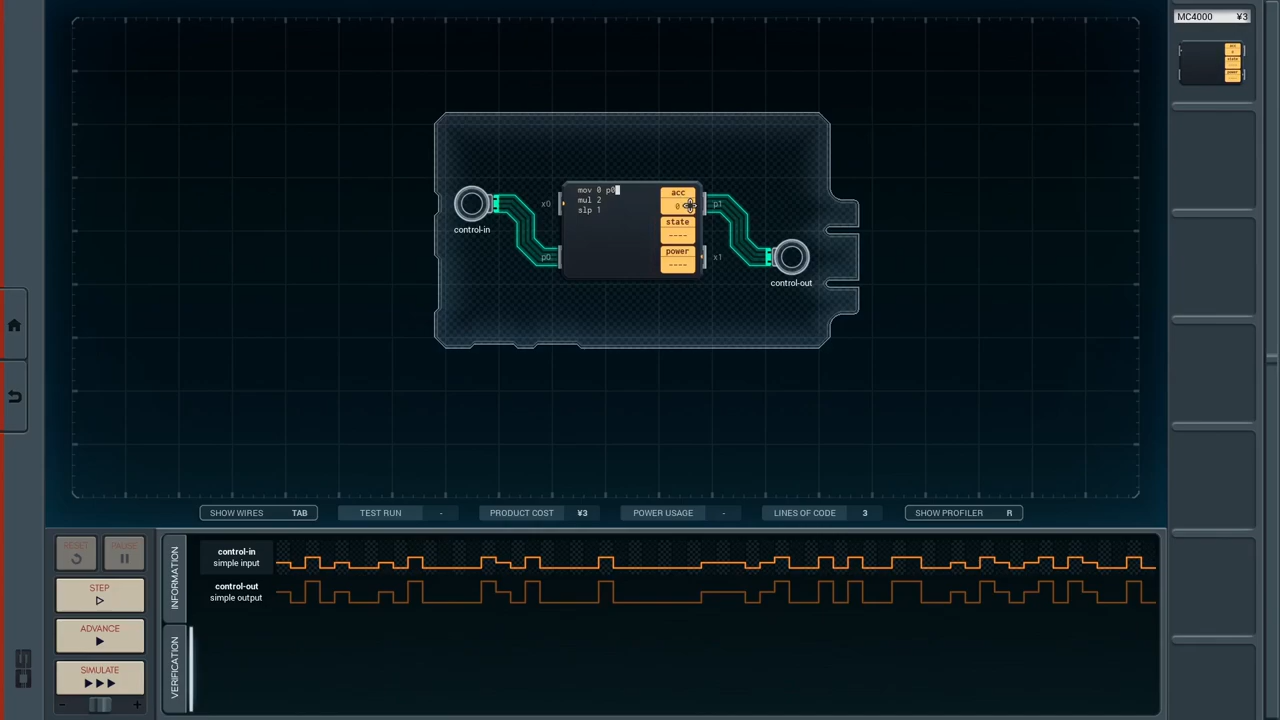 MC4000 ¥3
acc
0
state
----
power
----
mov 0 p0
mul 2
slp 1
x0
p0
p1
x1
control-in
control-out
SHOW WIRES TAB
TEST RUN -
PRODUCT COST ¥3
POWER USAGE -
LINES OF CODE 3
SHOW PROFILER R
RESET
PAUSE
STEP
ADVANCE
SIMULATE
- +
INFORMATION
VERIFICATION
control-in
simple input
control-out
simple output